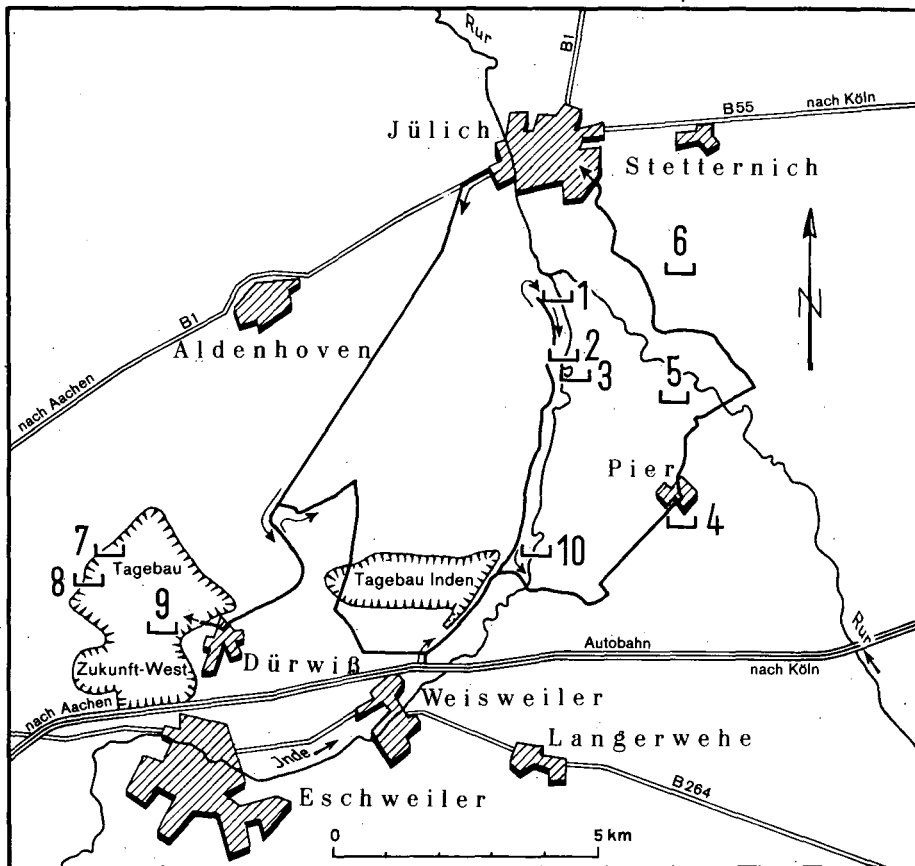 Rur
B1
B55
nach Köln
Jülich
Stetternich
6
N
1
B1
Aldenhoven
2
3
5
nach Aachen
Pier
4
7
10
Tagebau
Tagebau Inden
8
9
Rur
Autobahn
Dürwiß
Zukunft-West
nach Köln
nach Aachen
Weisweiler
Langerwehe
Jnde
B264
Eschweiler
0
5 km